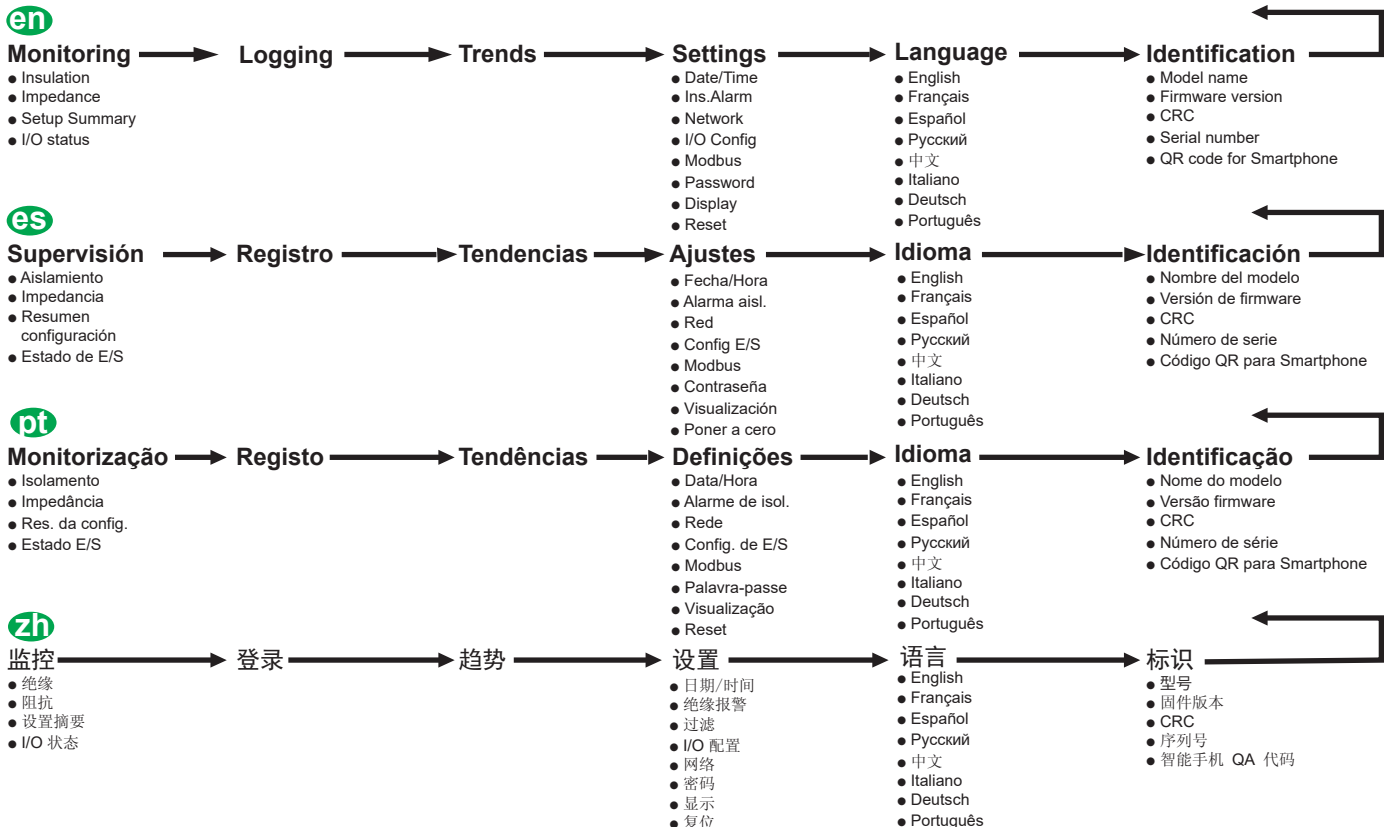 en
Monitoring
Insulation
Impedance
Setup Summary
I/O status
Logging
Trends
Settings
Date/Time
Ins.Alarm
Network
I/O Config
Modbus
Password
Display
Reset
Language
English
Français
Español
Русский
中文
Italiano
Deutsch
Português
Identification
Model name
Firmware version
CRC
Serial number
QR code for Smartphone
es
Supervisión
Aislamiento
Impedancia
Resumen
configuración
Estado de E/S
Registro
Tendencias
Ajustes
Fecha/Hora
Alarma aisl.
Red
Config E/S
Modbus
Contraseña
Visualización
Poner a cero
Idioma
English
Français
Español
Русский
中文
Italiano
Deutsch
Português
Identificación
Nombre del modelo
Versión de firmware
CRC
Número de serie
Código QR para Smartphone
pt
Monitorização
Isolamento
Impedância
Res. da config.
Estado E/S
Registo
Tendências
Definições
Data/Hora
Alarme de isol.
Rede
Config. de E/S
Modbus
Palavra-passe
Visualização
Reset
Idioma
English
Français
Español
Русский
中文
Italiano
Deutsch
Português
Identificação
Nome do modelo
Versão firmware
CRC
Número de série
Código QR para Smartphone
zh
监控
绝缘
阻抗
设置摘要
I/O 状态
登录
趋势
设置
日期/时间
绝缘报警
过滤
I/O 配置
网络
密码
显示
复位
语言
English
Français
Español
Русский
中文
Italiano
Deutsch
Português
标识
型号
固件版本
CRC
序列号
智能手机 QA 代码